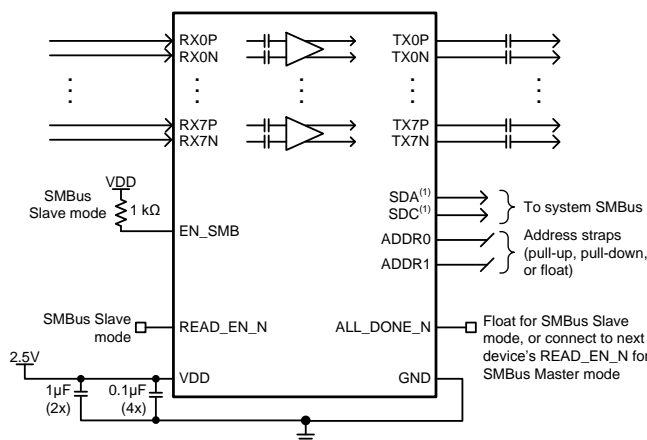 RX0P
RX0N
RX7P
RX7N
TX0P
TX0N
TX7P
TX7N
SMBus
Slave mode
VDD
1 kΩ
EN_SMB
SDA(1)
SDC(1)
To system SMBus
ADDR0
ADDR1
Address straps
(pull-up, pull-down,
or float)
SMBus Slave
mode
READ_EN_N
ALL_DONE_N
Float for SMBus Slave
mode, or connect to next
device's READ_EN_N for
SMBus Master mode
2.5V
1µF
(2x)
0.1µF
(4x)
VDD
GND